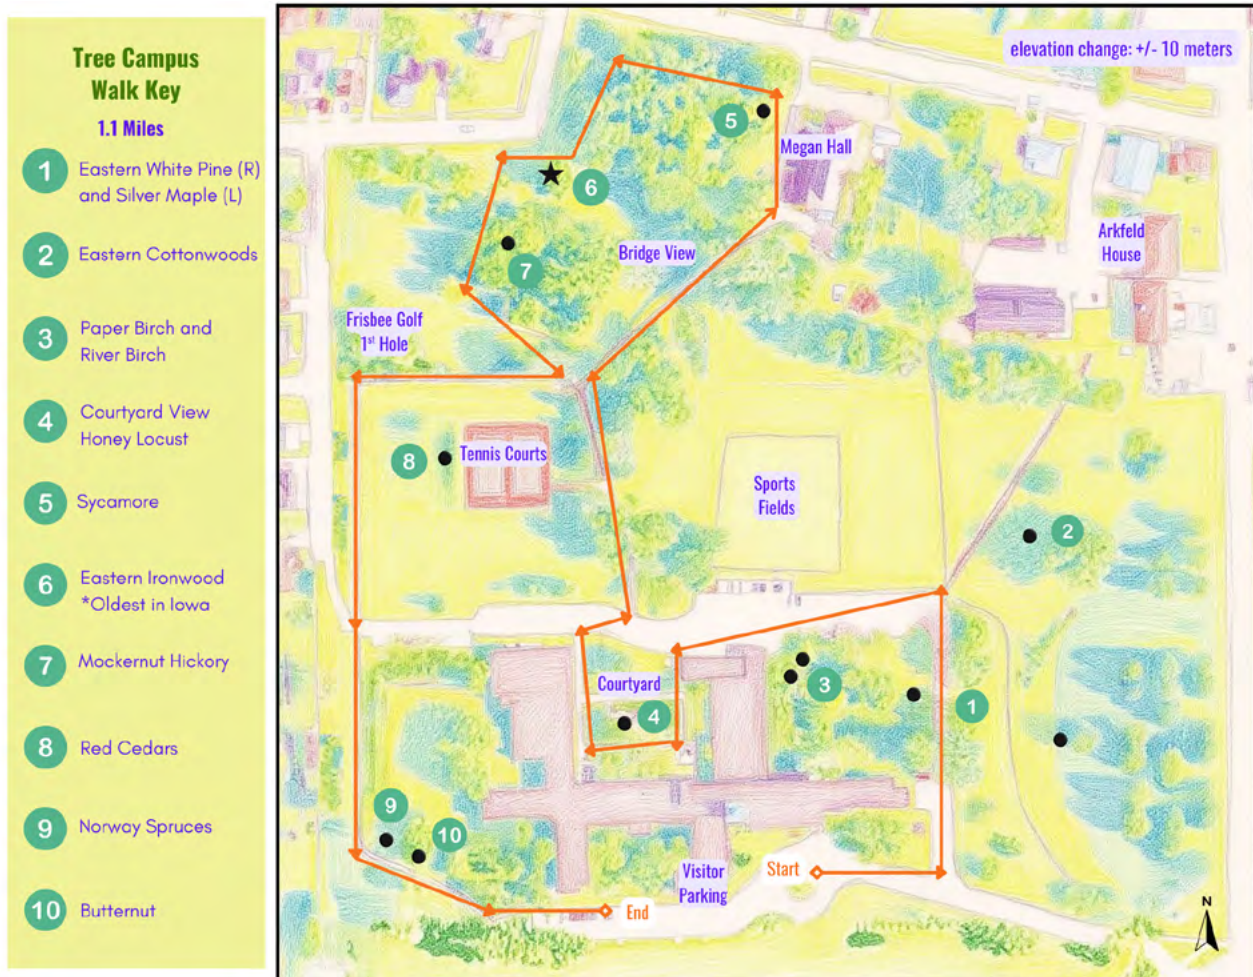 Tree Campus
Walk Key
1.1 Miles
1
Eastern White Pine (R)
and Silver Maple (L)
2
Eastern Cottonwoods
3
Paper Birch and
River Birch
4
Courtyard View
Honey Locust
5
Sycamore
6
Eastern Ironwood
*Oldest in Iowa
7
Mockernut Hickory
8
Red Cedars
9
Norway Spruces
10
Butternut
elevation change: +/- 10 meters
5
Megan Hall
6
Arkfeld
House
Bridge View
7
Frisbee Golf
1st Hole
8
Tennis Courts
Sports
Fields
2
Courtyard
3
4
1
9
10
Visitor
Parking
Start
End
N